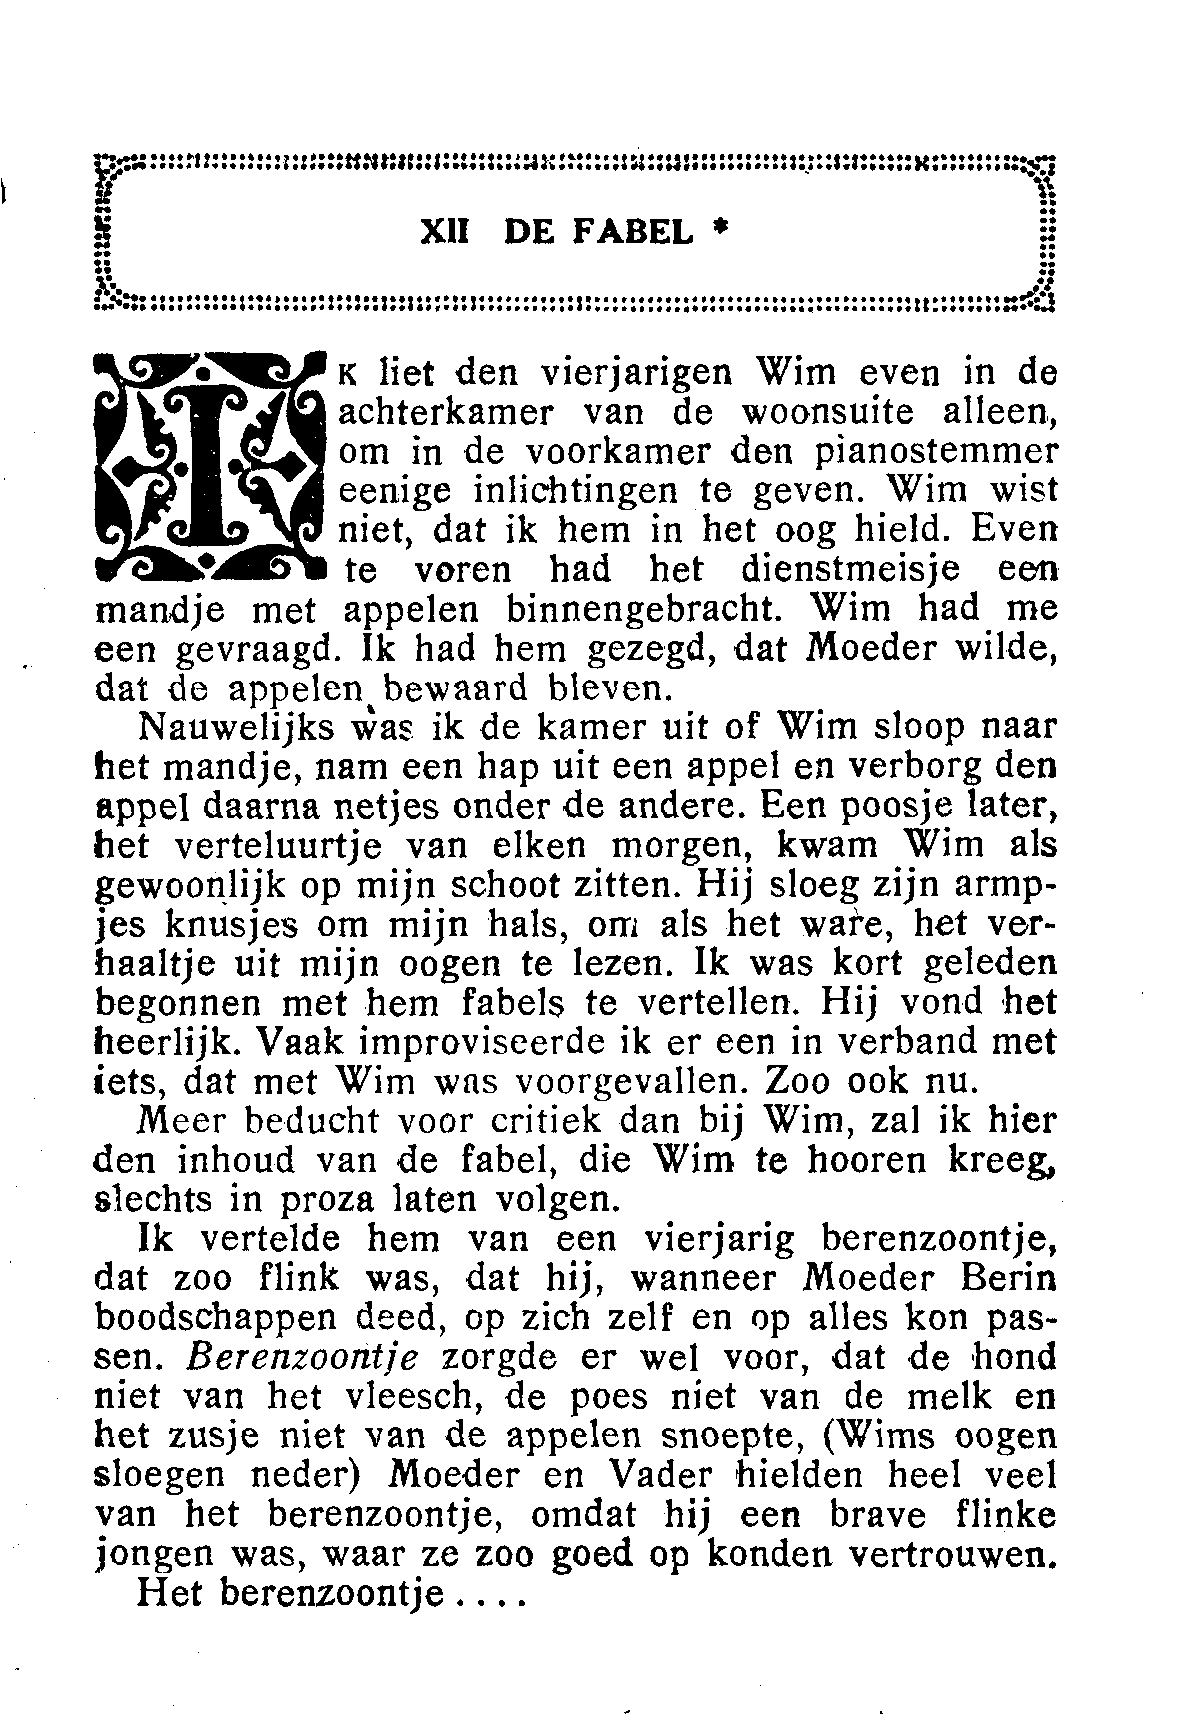 XII DE FABEL *
IK liet den vierjarigen Wim even in de
achterkamer van de woonsuite alleen,
om in de voorkamer den pianostemmer
eenige inlichtingen te geven. Wim wist
niet, dat ik hem in het oog hield. Even
te voren had het dienstmeisje een
mandje met appelen binnengebracht. Wim had me
een gevraagd. Ik had hem gezegd, dat Moeder wilde,
dat de appelen bewaard bleven.
Nauwelijks was ik de kamer uit of Wim sloop naar
het mandje, nam een hap uit een appel en verborg den
appel daarna netjes onder de andere. Een poosje later,
het verteluurtje van elken morgen, kwam Wim als
gewoonlijk op mijn schoot zitten. Hij sloeg zijn armp-
jes knusjes om mijn hals, om als het ware, het ver-
haaltje uit mijn oogen te lezen. Ik was kort geleden
begonnen met hem fabels te vertellen. Hij vond het
heerlijk. Vaak improviseerde ik er een in verband met
iets, dat met Wim was voorgevallen. Zoo ook nu.
Meer beducht voor critiek dan bij Wim, zal ik hier
den inhoud van de fabel, die Wim te hooren kreeg,
slechts in proza laten volgen.
Ik vertelde hem van een vierjarig berenzoontje,
dat zoo flink was, dat hij, wanneer Moeder Berin
boodschappen deed, op zich zelf en op alles kon pas-
sen. Berenzoontje zorgde er wel voor, dat de hond
niet van het vleesch, de poes niet van de melk en
het zusje niet van de appelen snoepte, (Wims oogen
sloegen neder) Moeder en Vader hielden heel veel
van het berenzoontje, omdat hij een brave flinke
jongen was, waar ze zoo goed op konden vertrouwen.
Het berenzoontje . . . .